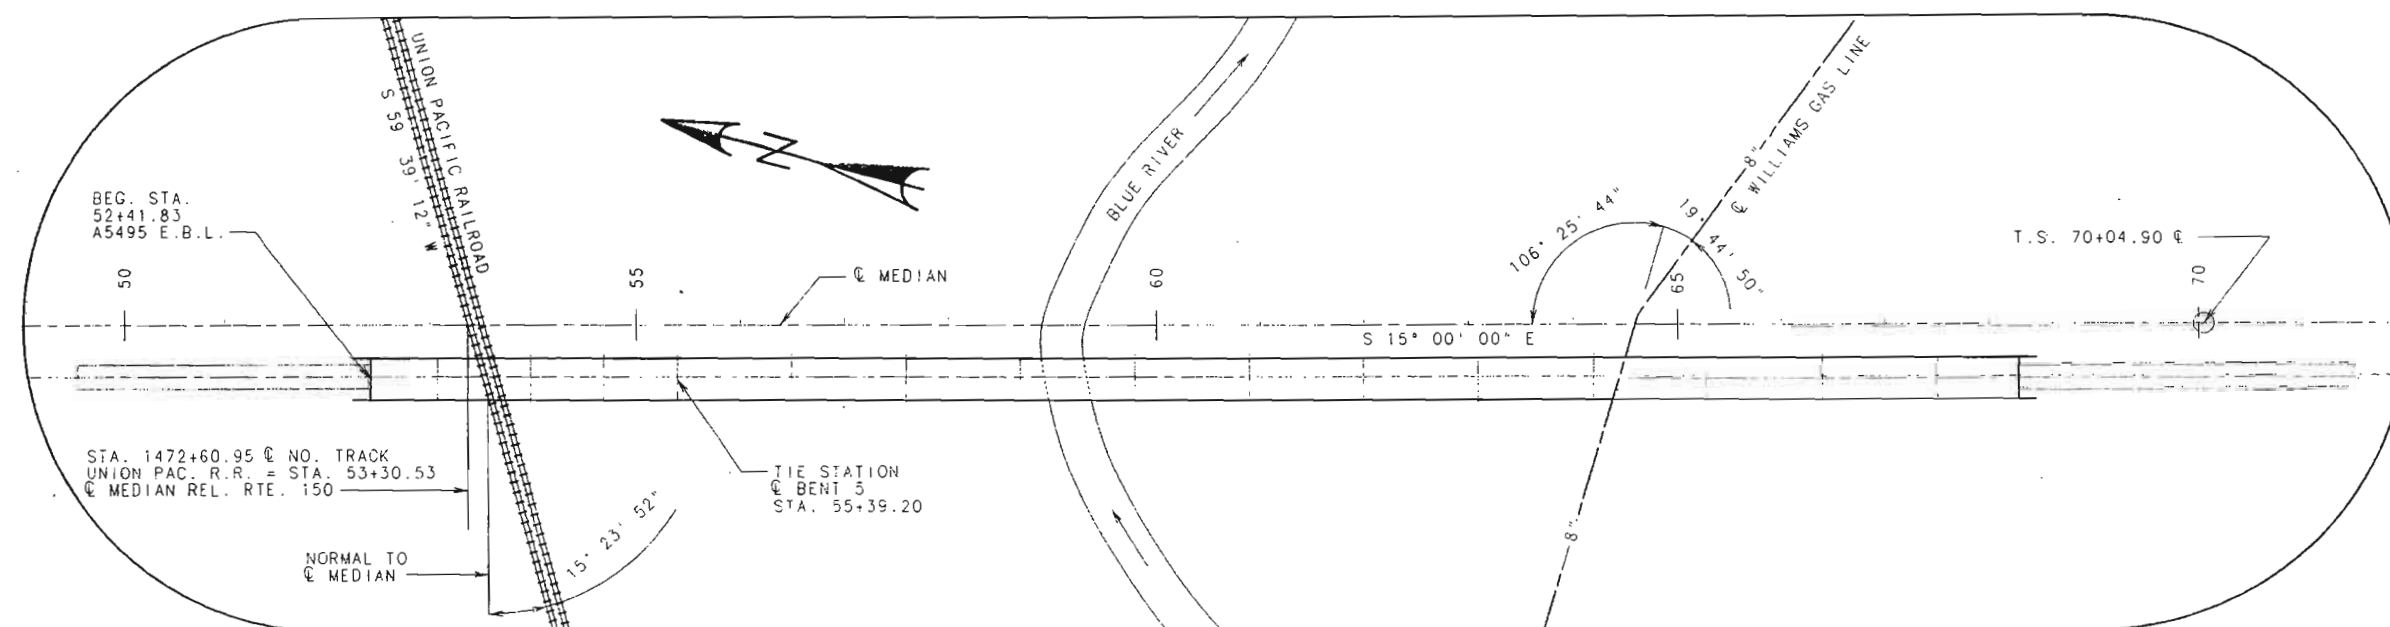 UNION PACIFIC RAILROAD
S 59 39' 12" W
BEG. STA.
52+41.83
A5495 E.B.L.
50
55
℄ MEDIAN
60
BLUE RIVER
N
8"
℄ WILLIAMS GAS LINE
106° 25' 44"
19° 44' 50"
65
T.S. 70+04.90 ℄
70
S 15° 00' 00" E
STA. 1472+60.95 ℄ NO. TRACK
UNION PAC. R.R. = STA. 53+30.53
℄ MEDIAN REL. RTE. 150
TIE STATION
℄ BENT 5
STA. 55+39.20
NORMAL TO
℄ MEDIAN
15° 23' 52"
8"